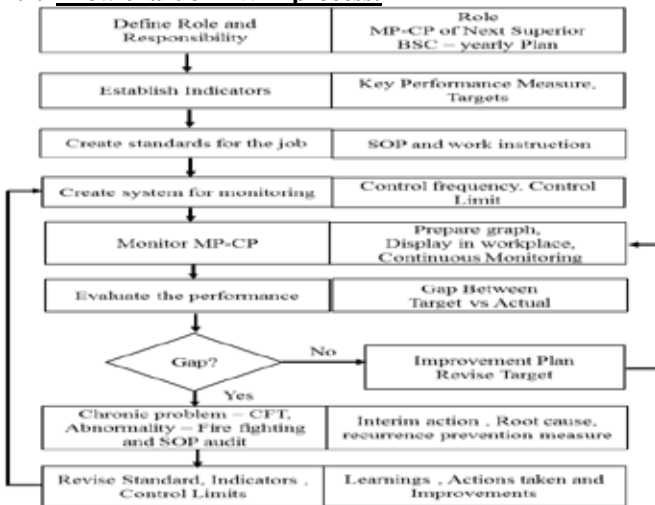 Define Role and
Responsibility
Role
MP-CP of Next Superior
BSC – yearly Plan
Establish Indicators
Key Performance Measure,
Targets
Create standards for the job
SOP and work instruction
Create system for monitoring
Control frequency. Control
Limit
Monitor MP-CP
Prepare graph,
Display in workplace,
Continuous Monitoring
Evaluate the performance
Gap Between
Target vs Actual
Gap?
No
Improvement Plan
Revise Target
Yes
Chronic problem – CFT,
Abnormality – Fire fighting
and SOP audit
Interim action , Root cause,
recurrence prevention measure
Revise Standard, Indicators ,
Control Limits
Learnings , Actions taken and
Improvements